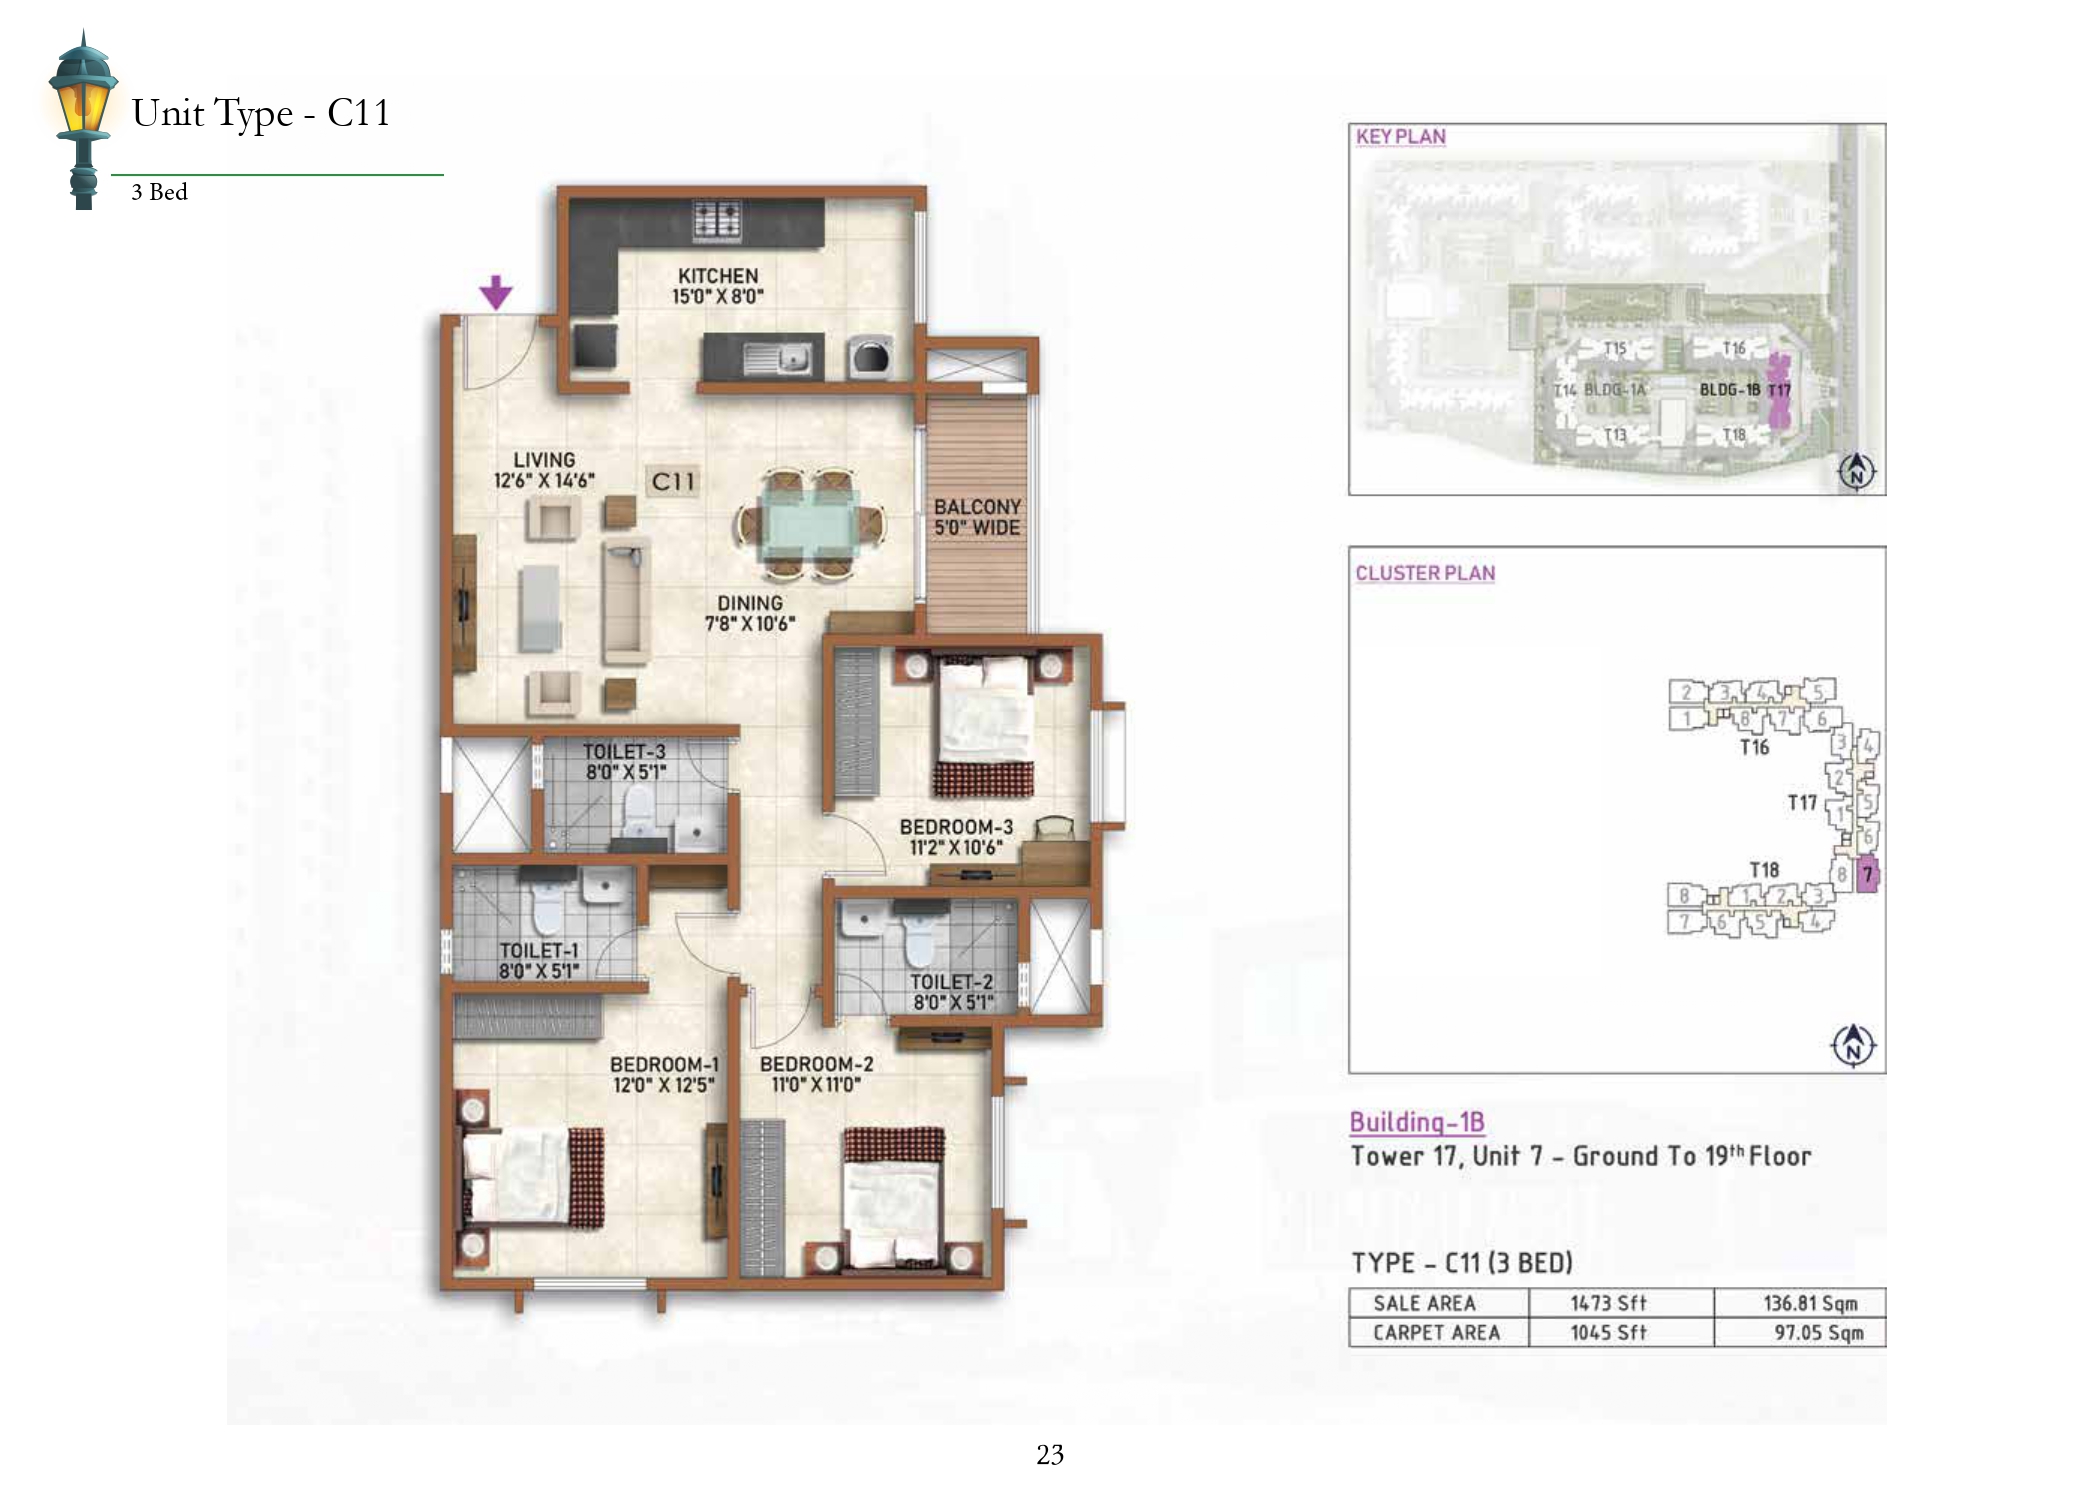 Unit Type - C11
3 Bed
KITCHEN
15'0" X 8'0"
LIVING
12'6" X 14'6"
C11
BALCONY
5'0" WIDE
DINING
7'8" X 10'6"
TOILET-3
8'0" X 5'1"
BEDROOM-3
11'2" X 10'6"
TOILET-1
8'0" X 5'1"
TOILET-2
8'0" X 5'1"
BEDROOM-1
12'0" X 12'5"
BEDROOM-2
11'0" X 11'0"
KEY PLAN
T15
T16
T14 BLDG-1A
BLDG-1B T17
T13
T18
N
CLUSTER PLAN
2 3 4 5
1 8 7 6
T16
3 4
2
T17
5
1
6
T18
8 7
8 1 2 3
7 6 5 4
N
Building-1B
Tower 17, Unit 7 – Ground To 19th Floor
TYPE – C11 (3 BED)
SALE AREA 1473 Sft 136.81 Sqm
CARPET AREA 1045 Sft 97.05 Sqm
23